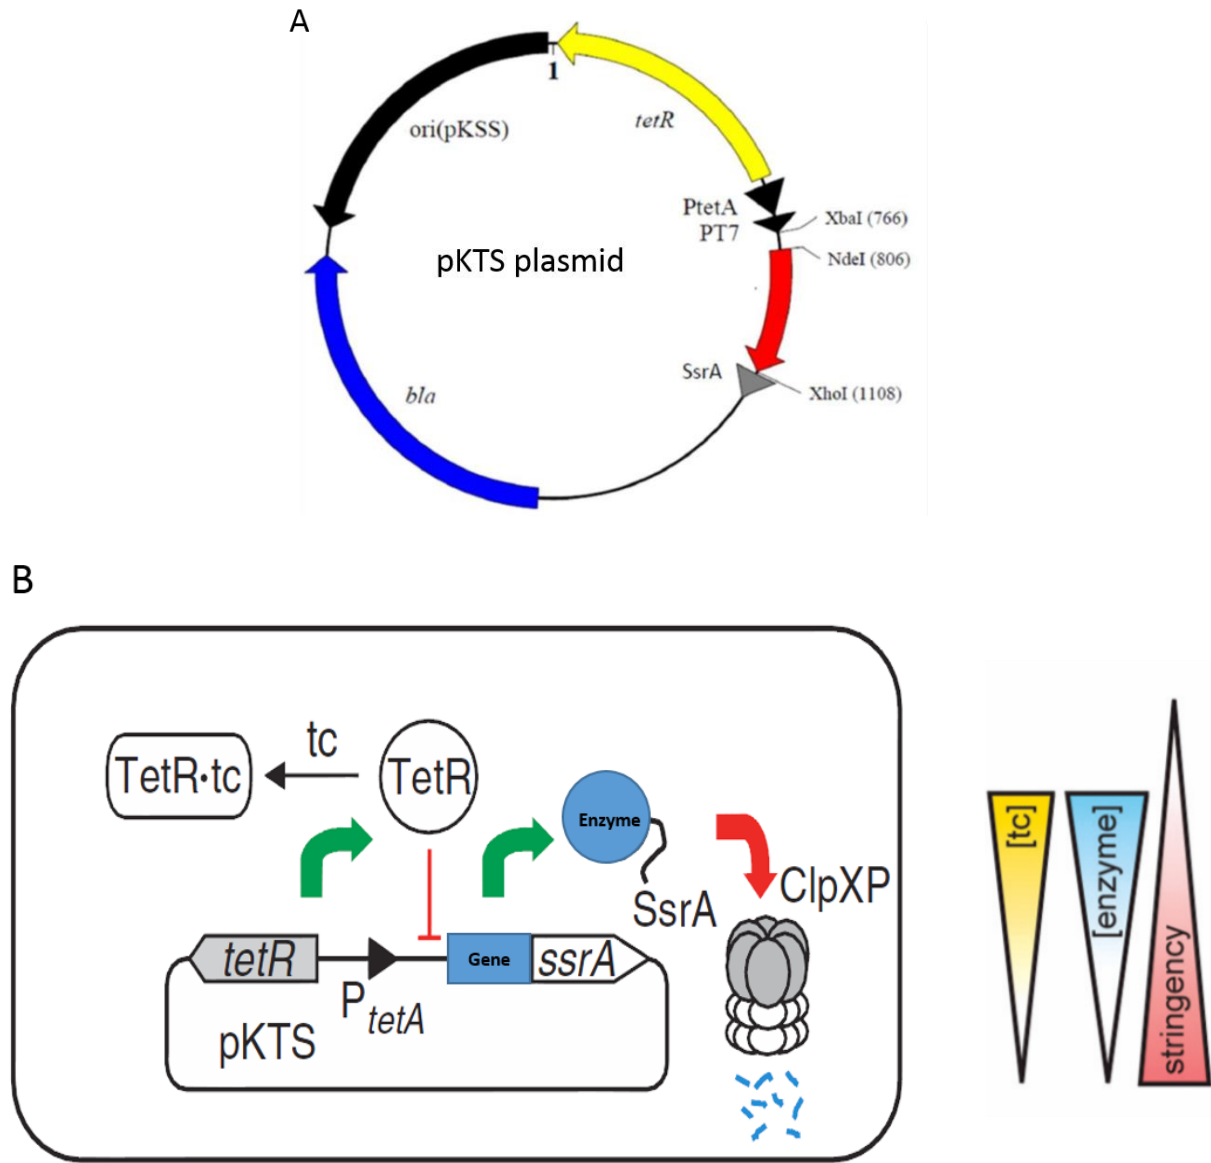 A
1
ori(pKSS)
tetR
PtetA
PT7
XbaI (766)
NdeI (806)
pKTS plasmid
SsrA
XhoI (1108)
bla
B
tc
TetR·tc
TetR
Enzyme
SsrA
ClpXP
tetR
Gene
ssrA
PtetA
pKTS
[tc]
[enzyme]
stringency